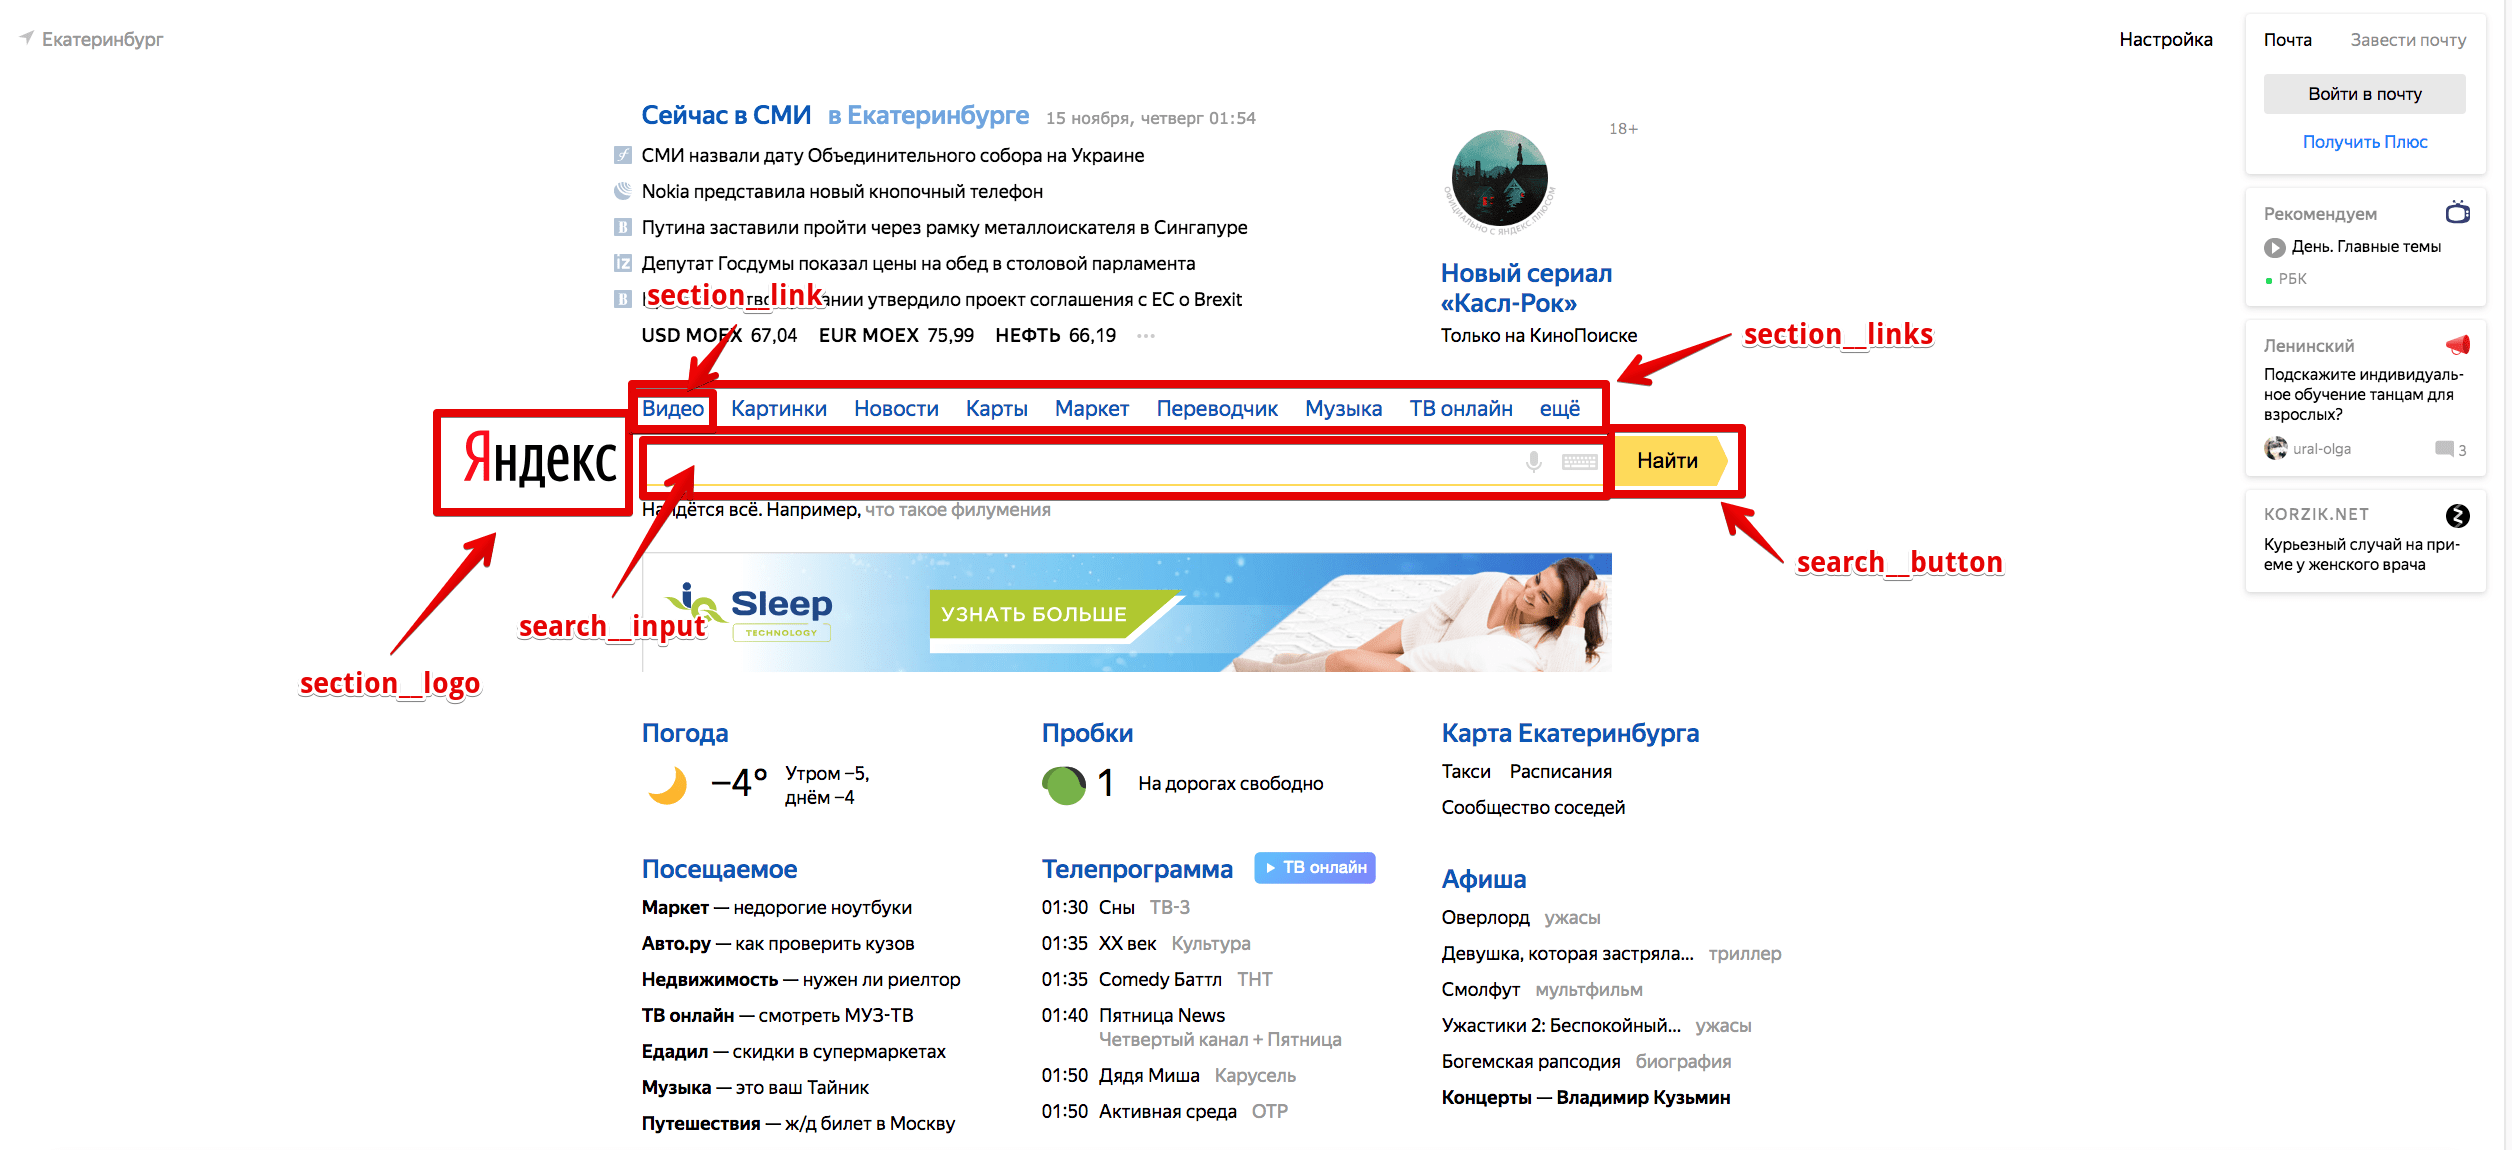 Екатеринбург
Настройка
Почта Завести почту
Войти в почту
Получить Плюс
Сейчас в СМИ в Екатеринбурге 15 ноября, четверг 01:54
СМИ назвали дату Объединительного собора на Украине
Nokia представила новый кнопочный телефон
Путина заставили пройти через рамку металлоискателя в Сингапуре
Депутат Госдумы показал цены на обед в столовой парламента
утвердило проект соглашения с ЕС о Brexit
section__link
USD MOEX 67,04 EUR MOEX 75,99 НЕФТЬ 66,19
18+
ОФИЦИАЛЬНО С ЯНДЕКС.ПЛЮСОМ
Новый сериал
«Касл-Рок»
Только на КиноПоиске
section__links
Рекомендуем
День. Главные темы
РБК
Ленинский
Подскажите индивидуаль-
ное обучение танцам для
взрослых?
ural-olga 3
KORZIK.NET
Курьезный случай на при-
еме у женского врача
Видео Картинки Новости Карты Маркет Переводчик Музыка ТВ онлайн ещё
Яндекс
Найти
Найдётся всё. Например, что такое филумения
search__button
search__input
section__logo
Sleep
TECHNOLOGY
УЗНАТЬ БОЛЬШЕ
Погода
−4° Утром −5,
днём −4
Пробки
1 На дорогах свободно
Карта Екатеринбурга
Такси Расписания
Сообщество соседей
Посещаемое
Маркет — недорогие ноутбуки
Авто.ру — как проверить кузов
Недвижимость — нужен ли риелтор
ТВ онлайн — смотреть МУЗ-ТВ
Едадил — скидки в супермаркетах
Музыка — это ваш Тайник
Путешествия — ж/д билет в Москву
Телепрограмма ТВ онлайн
01:30 Сны ТВ-3
01:35 ХХ век Культура
01:35 Comedy Баттл ТНТ
01:40 Пятница News
Четвертый канал + Пятница
01:50 Дядя Миша Карусель
01:50 Активная среда ОТР
Афиша
Оверлорд ужасы
Девушка, которая застряла... триллер
Смолфут мультфильм
Ужастики 2: Беспокойный... ужасы
Богемская рапсодия биография
Концерты — Владимир Кузьмин